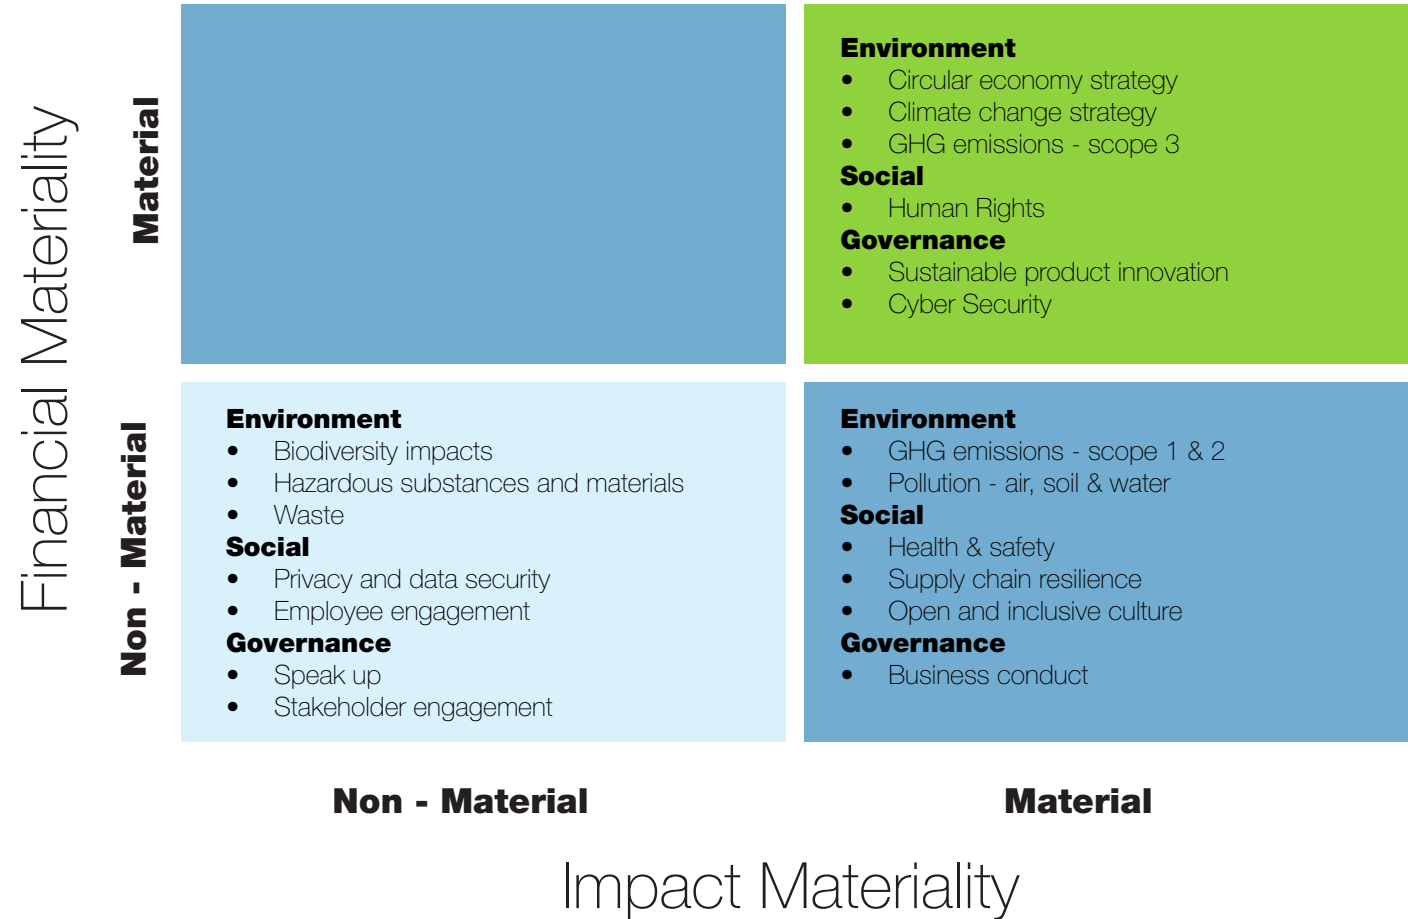 Financial Materiality
Material
Environment
• Circular economy strategy
• Climate change strategy
• GHG emissions - scope 3
Social
• Human Rights
Governance
• Sustainable product innovation
• Cyber Security
Non - Material
Environment
• Biodiversity impacts
• Hazardous substances and materials
• Waste
Social
• Privacy and data security
• Employee engagement
Governance
• Speak up
• Stakeholder engagement
Environment
• GHG emissions - scope 1 & 2
• Pollution - air, soil & water
Social
• Health & safety
• Supply chain resilience
• Open and inclusive culture
Governance
• Business conduct
Non - Material
Material
Impact Materiality